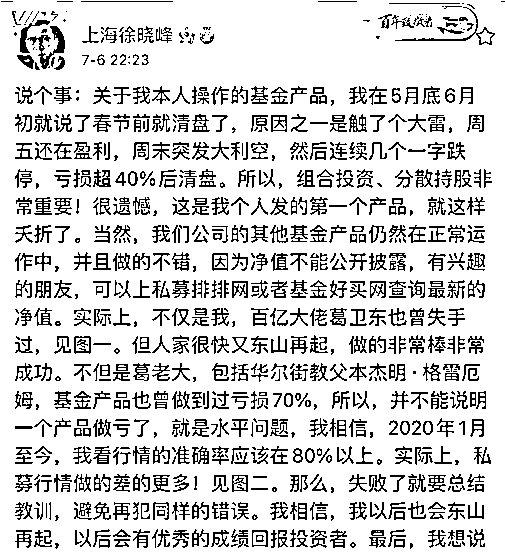 上海徐晓峰
7-6 22:23
说个事：关于我本人操作的基金产品，我在5月底6月
初就说了春节前就清盘了，原因之一是触了个大雷，周
五还在盈利，周末突发大利空，然后连续几个一字跌
停，亏损超40%后清盘。所以，组合投资、分散持股非
常重要！很遗憾，这是我个人发的第一个产品，就这样
夭折了。当然，我们公司的其他基金产品仍然在正常运
作中，并且做的不错，因为净值不能公开披露，有兴趣
的朋友，可以上私募排排网或者基金好买网查询最新的
净值。实际上，不仅是我，百亿大佬葛卫东也曾失手
过，见图一。但人家很快又东山再起，做的非常棒非常
成功。不但是葛老大，包括华尔街教父本杰明·格雷厄
姆，基金产品也曾做到过亏损70%，所以，并不能说明
一个产品做亏了，就是水平问题，我相信，2020年1月
至今，我看行情的准确率应该在80%以上。实际上，私
募行情做的差的更多！见图二。那么，失败了就要总结
教训，避免再犯同样的错误。我相信，我以后也会东山
再起，以后会有优秀的成绩回报投资者。最后，我想说